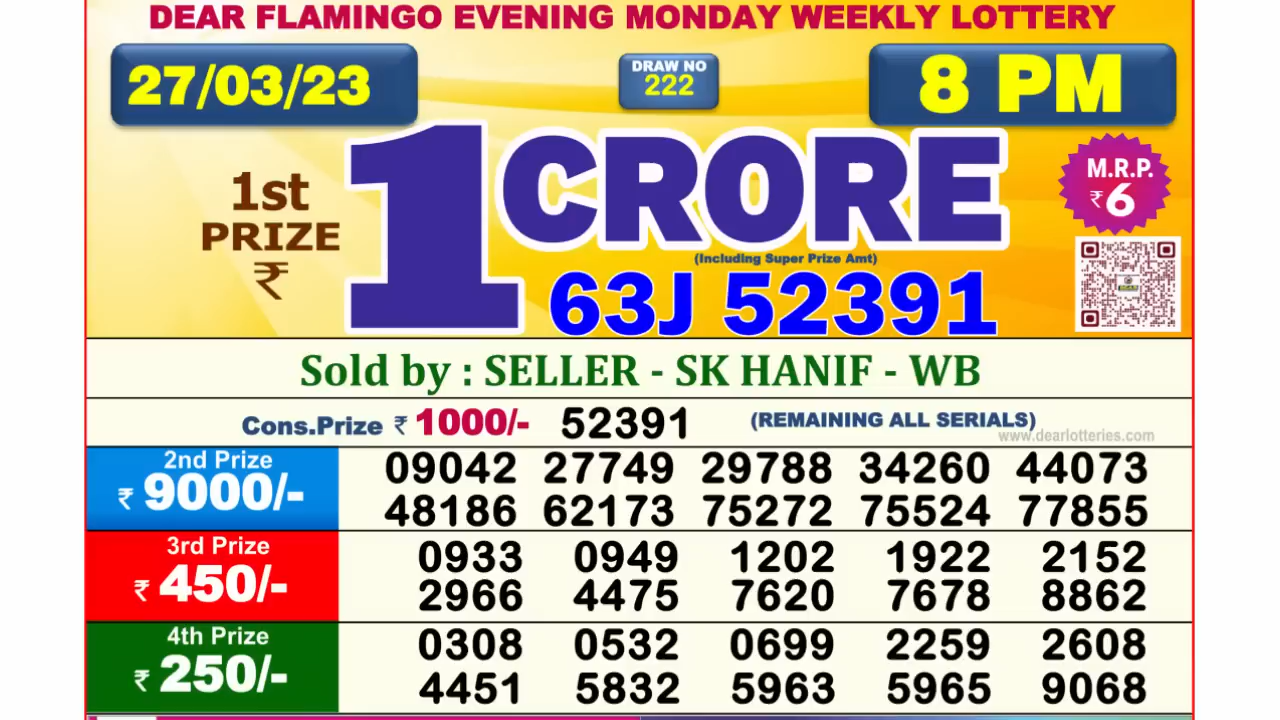 DEAR FLAMINGO EVENING MONDAY WEEKLY LOTTERY
27/03/23
DRAW NO
222
8 PM
1st
PRIZE
₹
1 CRORE
(Including Super Prize Amt)
63J 52391
M.R.P.
₹ 6
Sold by : SELLER - SK HANIF - WB
Cons.Prize ₹ 1000/- 52391 (REMAINING ALL SERIALS)
www.dearlotteries.com
2nd Prize
₹ 9000/-
09042 27749 29788 34260 44073
48186 62173 75272 75524 77855
3rd Prize
₹ 450/-
0933 0949 1202 1922 2152
2966 4475 7620 7678 8862
4th Prize
₹ 250/-
0308 0532 0699 2259 2608
4451 5832 5963 5965 9068